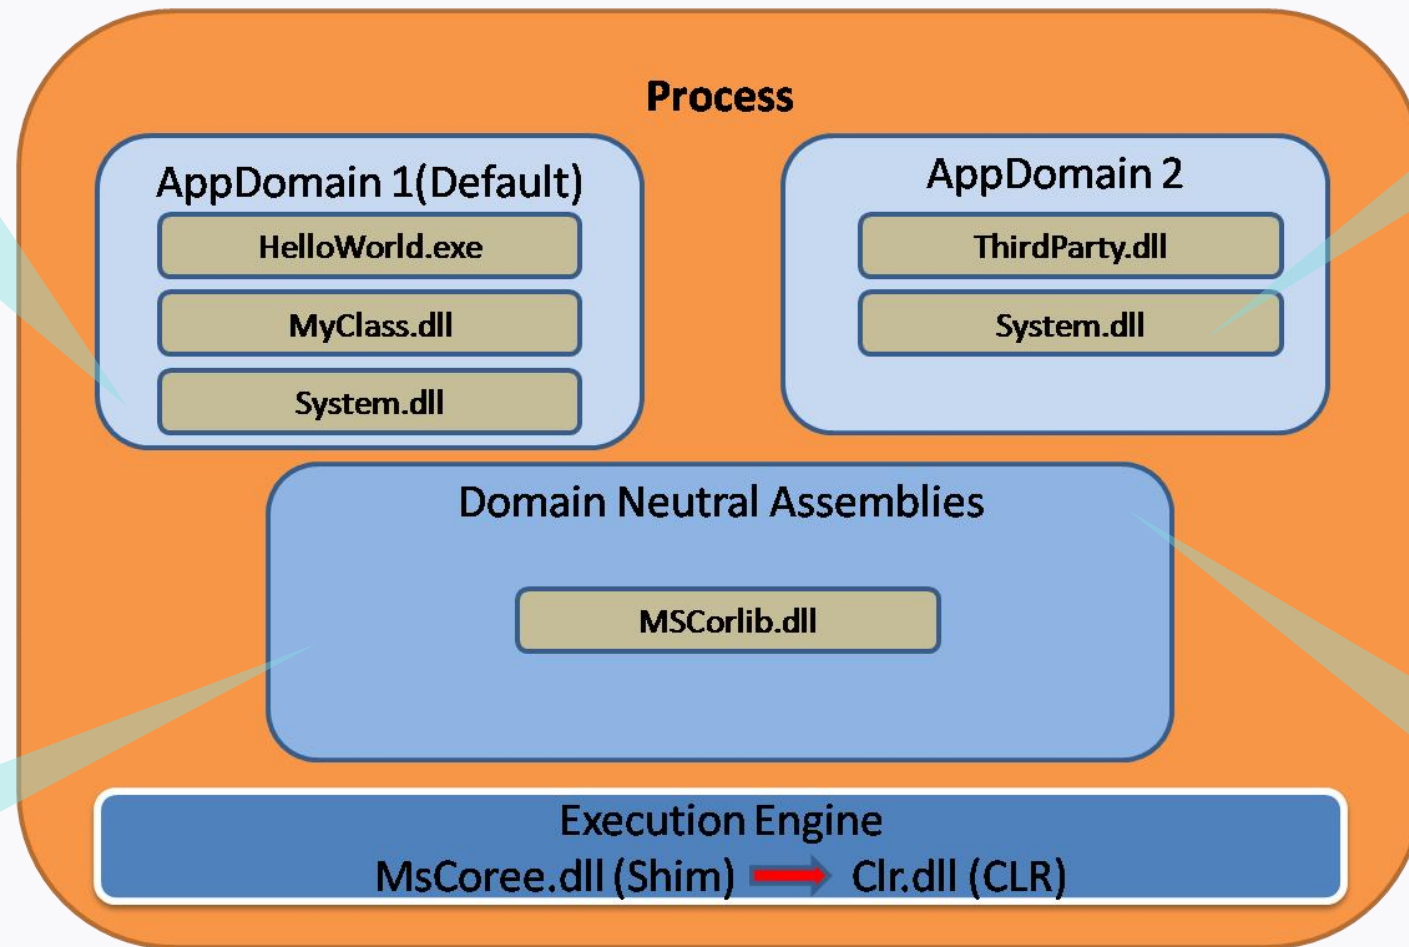 Process
AppDomain 1(Default)
HelloWorld.exe
MyClass.dll
System.dll
AppDomain 2
ThirdParty.dll
System.dll
Domain Neutral Assemblies
MSCorlib.dll
Execution Engine
MsCoree.dll (Shim) Clr.dll (CLR)